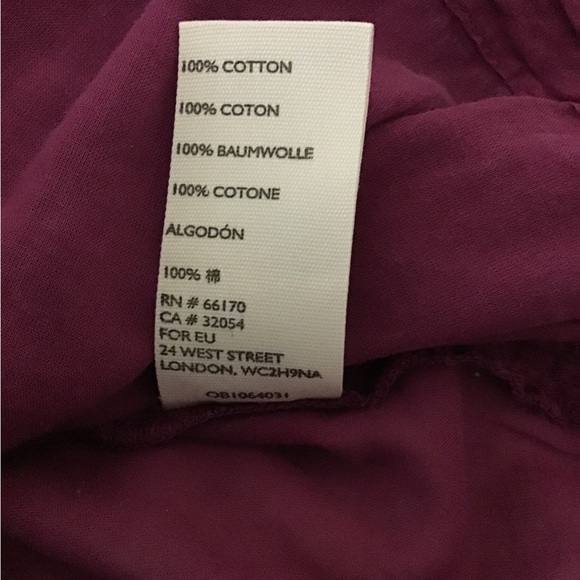 100% COTTON
100% COTON
100% BAUMWOLLE
100% COTONE
ALGODÓN
100% 棉
RN # 66170
CA # 32054
FOR EU
24 WEST STREET
LONDON, WC2H9NA
OB1064031